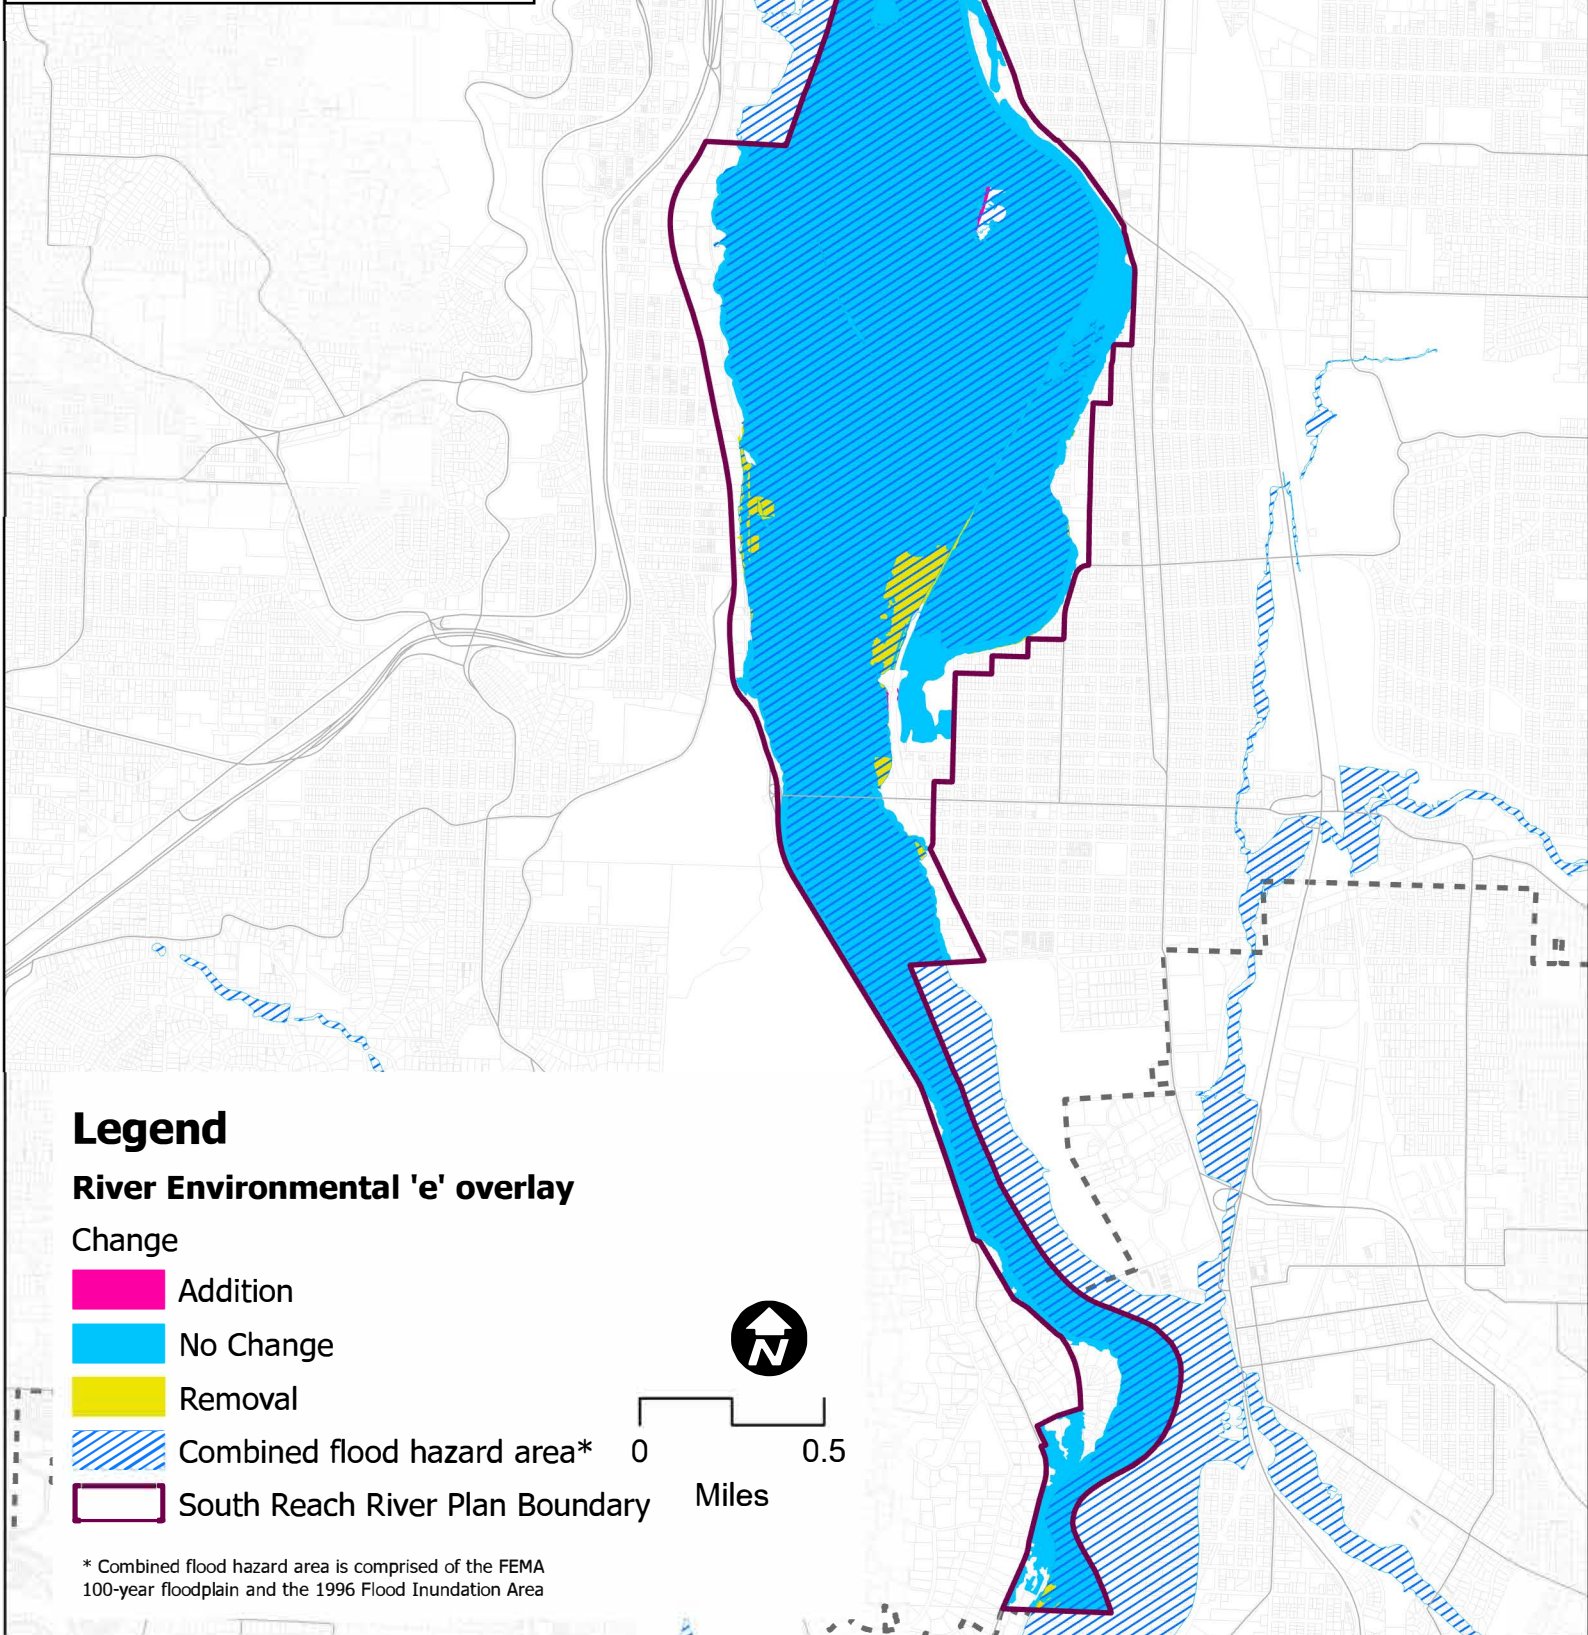 Legend
River Environmental 'e' overlay
Change
Addition
No Change
Removal
Combined flood hazard area*
South Reach River Plan Boundary
N
0 0.5
Miles
* Combined flood hazard area is comprised of the FEMA
100-year floodplain and the 1996 Flood Inundation Area